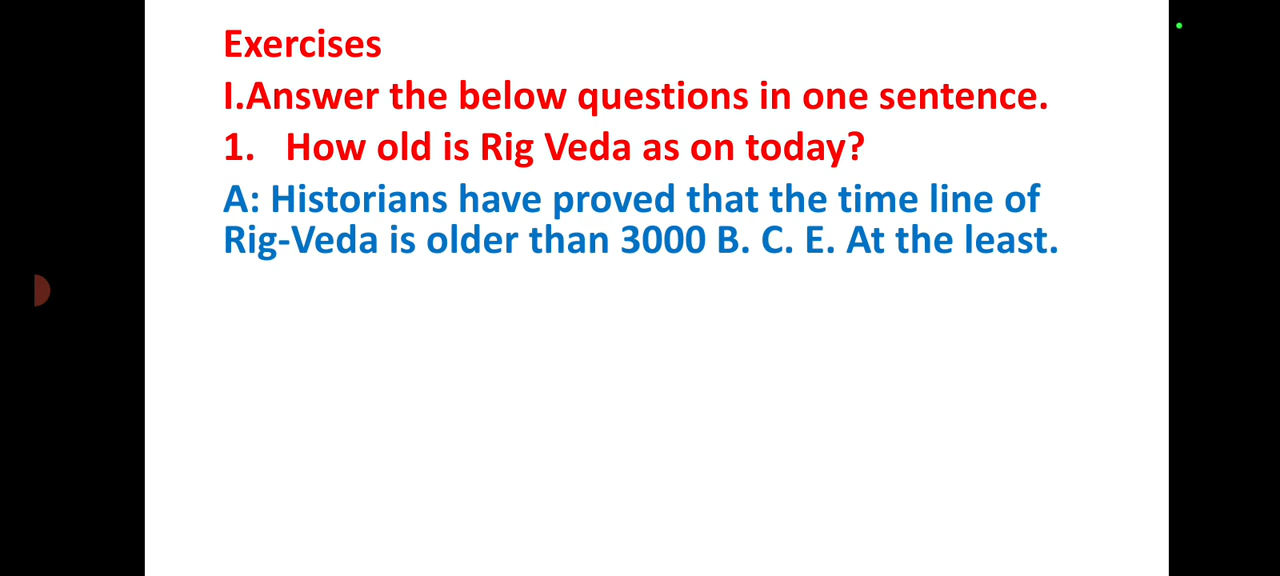 Exercises
I.Answer the below questions in one sentence.
1. How old is Rig Veda as on today?
A: Historians have proved that the time line of
Rig-Veda is older than 3000 B. C. E. At the least.